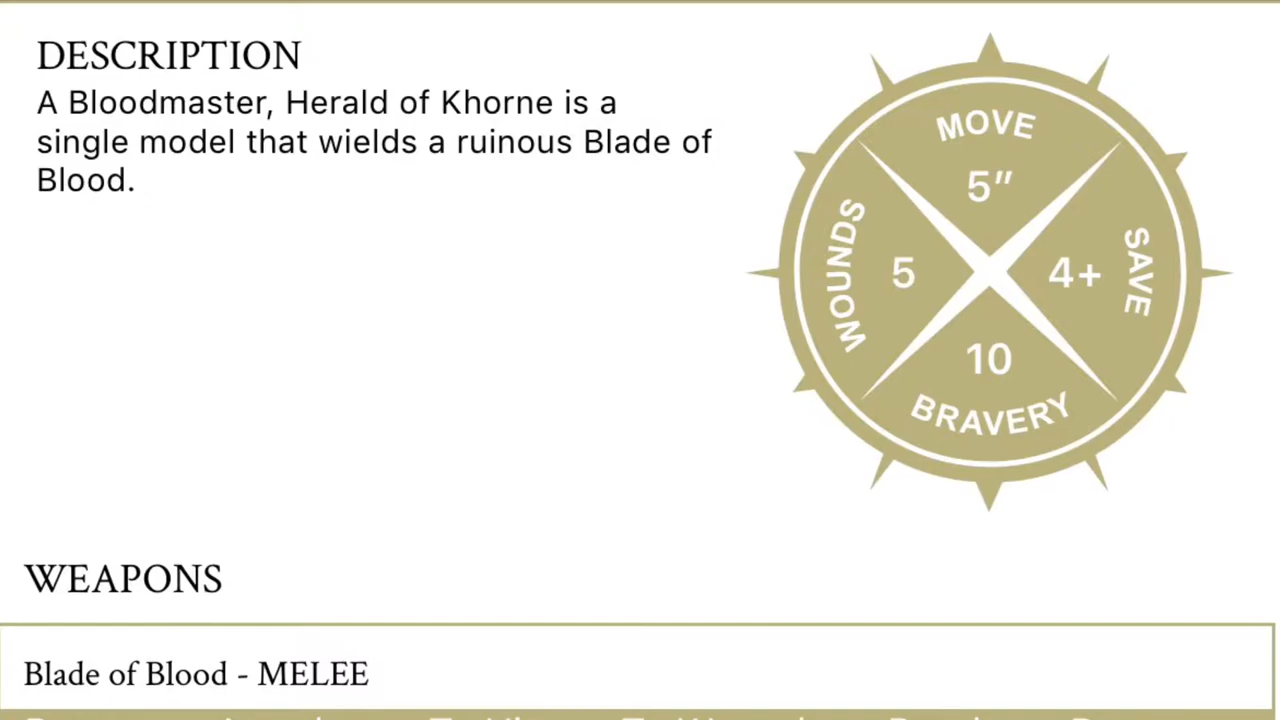 DESCRIPTION
A Bloodmaster, Herald of Khorne is a
single model that wields a ruinous Blade of
Blood.
MOVE
5”
WOUNDS
5
4+
SAVE
10
BRAVERY
WEAPONS
Blade of Blood - MELEE